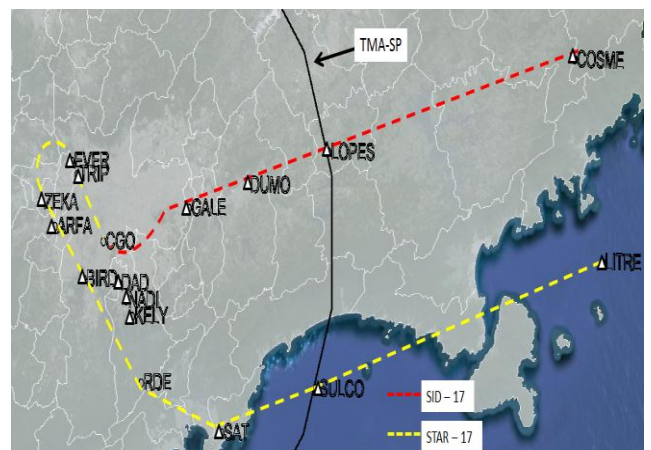 TMA-SP
COSME
LOPES
EVER
TRIP
DUMO
ZEKA
GALE
ARFA
CGO
LITRE
BIRD
DAD
NADI
KELY
RDE
SULCO
SID – 17
SAT
STAR – 17